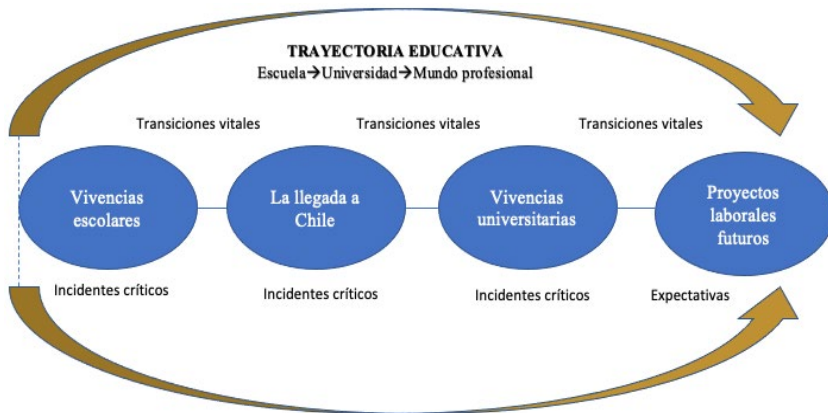 TRAYECTORIA EDUCATIVA
Escuela→Universidad→Mundo profesional
Transiciones vitales
Transiciones vitales
Transiciones vitales
Vivencias
escolares
La llegada a
Chile
Vivencias
universitarias
Proyectos
laborales
futuros
Incidentes críticos
Incidentes críticos
Incidentes críticos
Expectativas